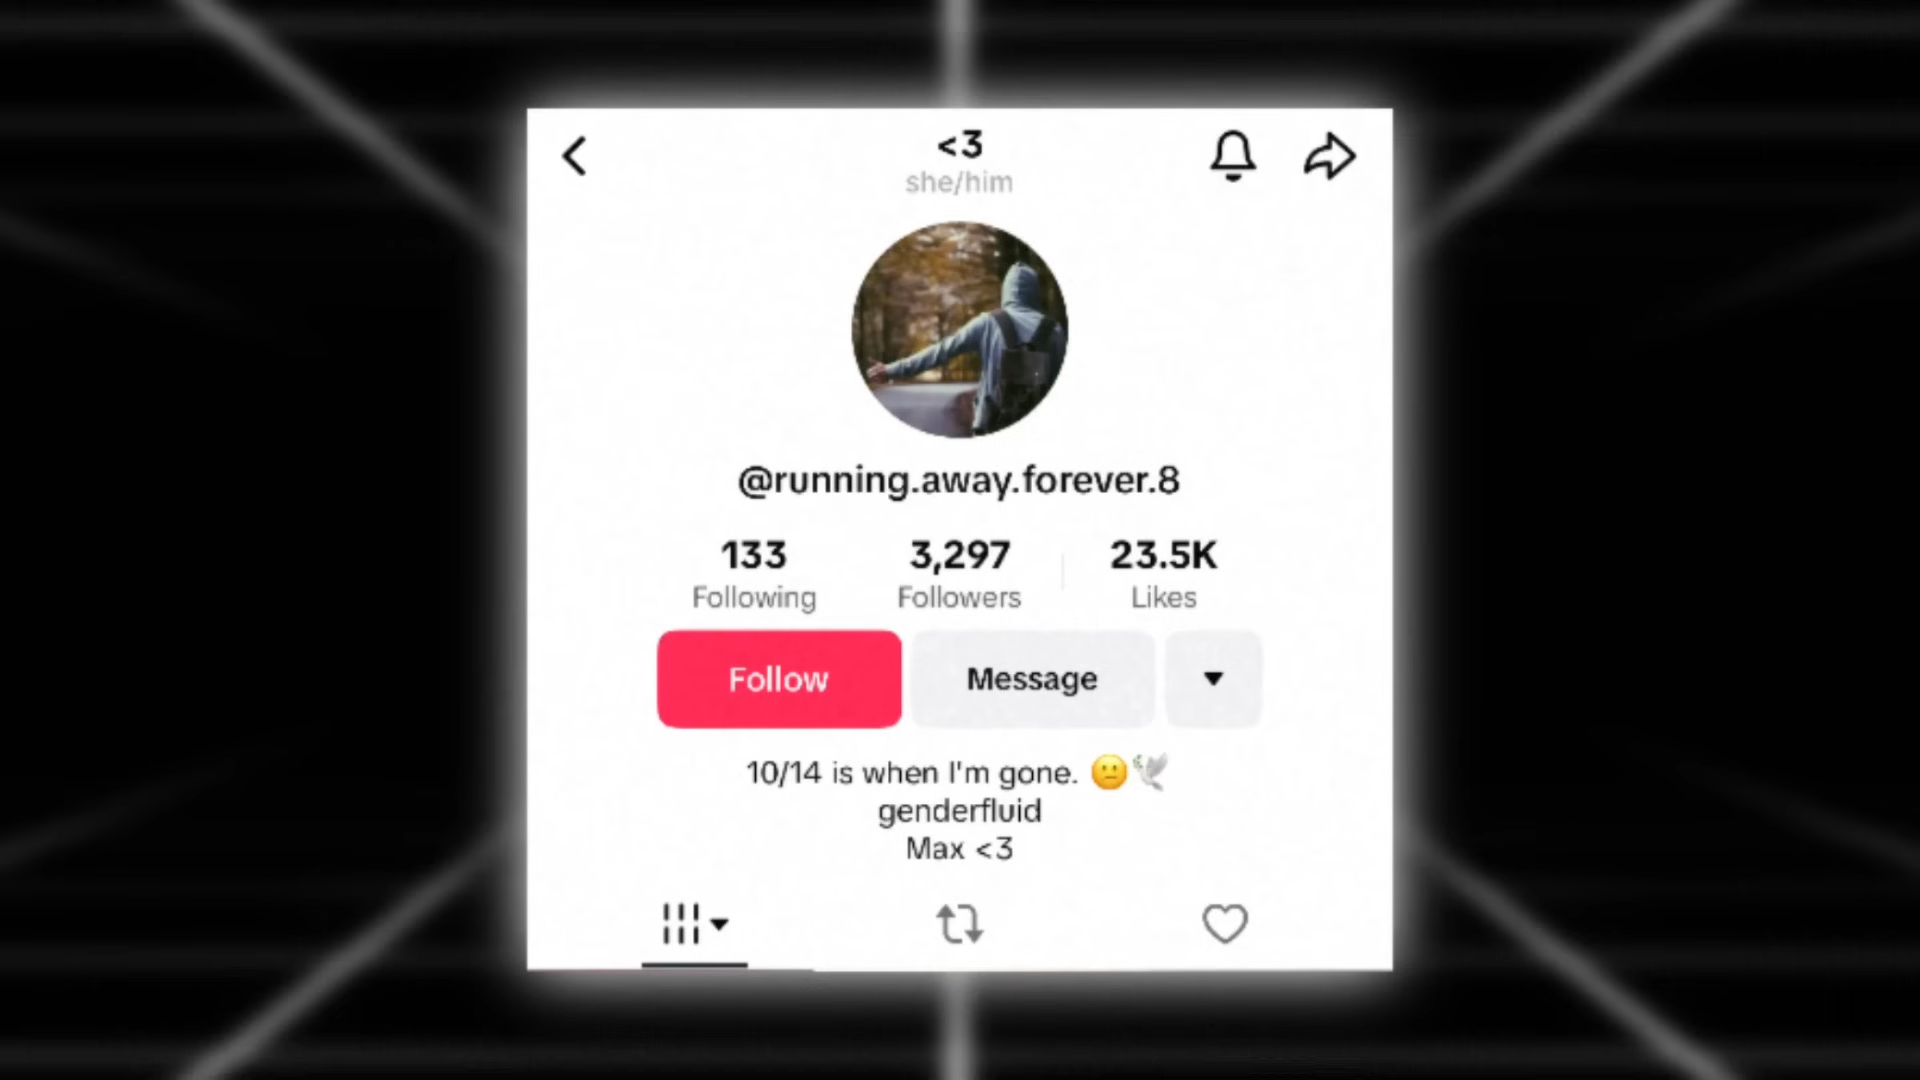 <3
she/him
@running.away.forever.8
133 3,297 23.5K
Following Followers Likes
Follow Message
10/14 is when I'm gone. 😕🕊️
genderfluid
Max <3